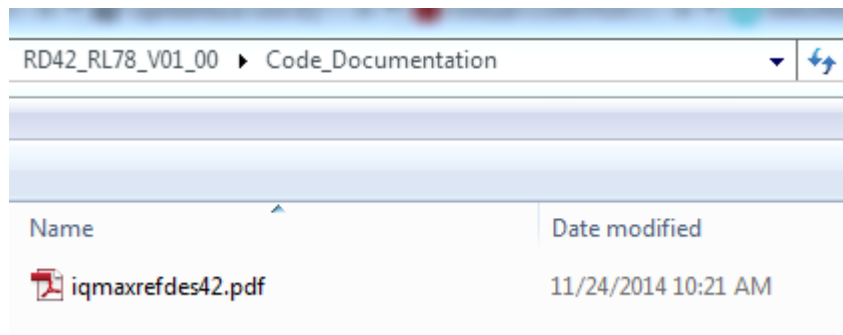 RD42_RL78_V01_00 Code_Documentation
Name Date modified
iqmaxrefdes42.pdf 11/24/2014 10:21 AM